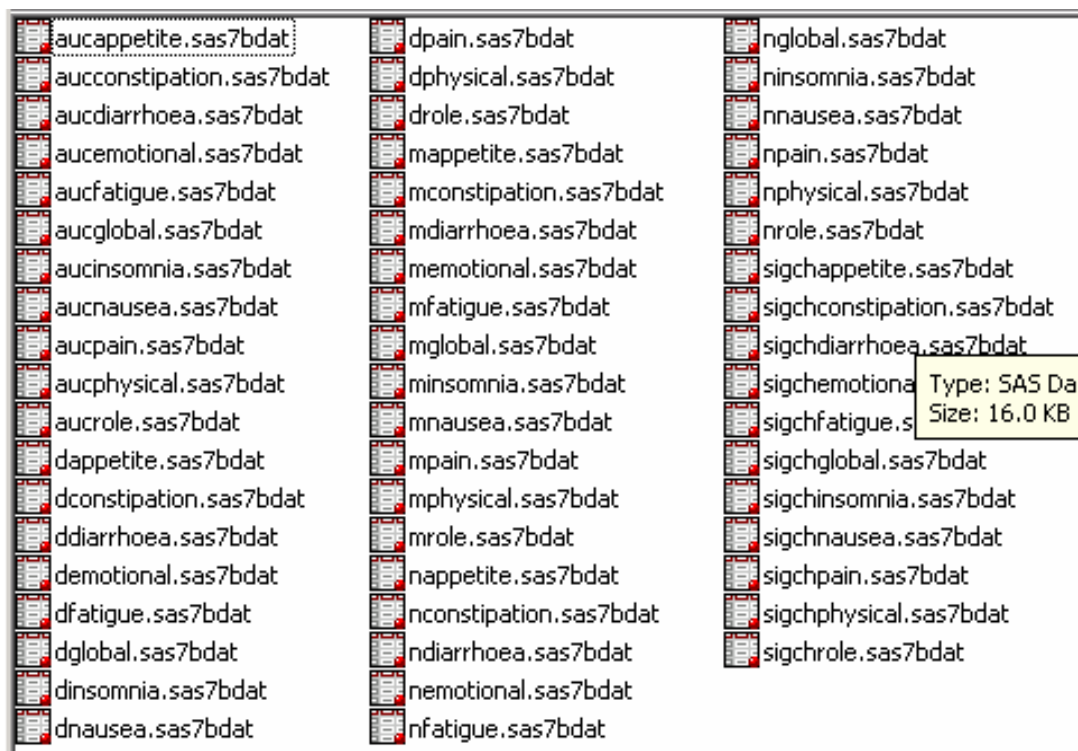 aucappetite.sas7bdat
aucconstipation.sas7bdat
aucdiarrhoea.sas7bdat
aucemotional.sas7bdat
aucfatigue.sas7bdat
aucglobal.sas7bdat
aucinsomnia.sas7bdat
aucnausea.sas7bdat
aucpain.sas7bdat
aucphysical.sas7bdat
aucrole.sas7bdat
dappetite.sas7bdat
dconstipation.sas7bdat
ddiarrhoea.sas7bdat
demotional.sas7bdat
dfatigue.sas7bdat
dglobal.sas7bdat
dinsomnia.sas7bdat
dnausea.sas7bdat
dpain.sas7bdat
dphysical.sas7bdat
drole.sas7bdat
mappetite.sas7bdat
mconstipation.sas7bdat
mdiarrhoea.sas7bdat
memotional.sas7bdat
mfatigue.sas7bdat
mglobal.sas7bdat
minsomnia.sas7bdat
mnausea.sas7bdat
mpain.sas7bdat
mphysical.sas7bdat
mrole.sas7bdat
nappetite.sas7bdat
nconstipation.sas7bdat
ndiarrhoea.sas7bdat
nemotional.sas7bdat
nfatigue.sas7bdat
nglobal.sas7bdat
ninsomnia.sas7bdat
nnausea.sas7bdat
npain.sas7bdat
nphysical.sas7bdat
nrole.sas7bdat
sigchappetite.sas7bdat
sigchconstipation.sas7bdat
sigchdiarrhoea.sas7bdat
sigchemotiona
sigchfatigue.s
sigchglobal.sas7bdat
sigchinsomnia.sas7bdat
sigchnausea.sas7bdat
sigchpain.sas7bdat
sigchphysical.sas7bdat
sigchrole.sas7bdat
Type: SAS Da
Size: 16.0 KB